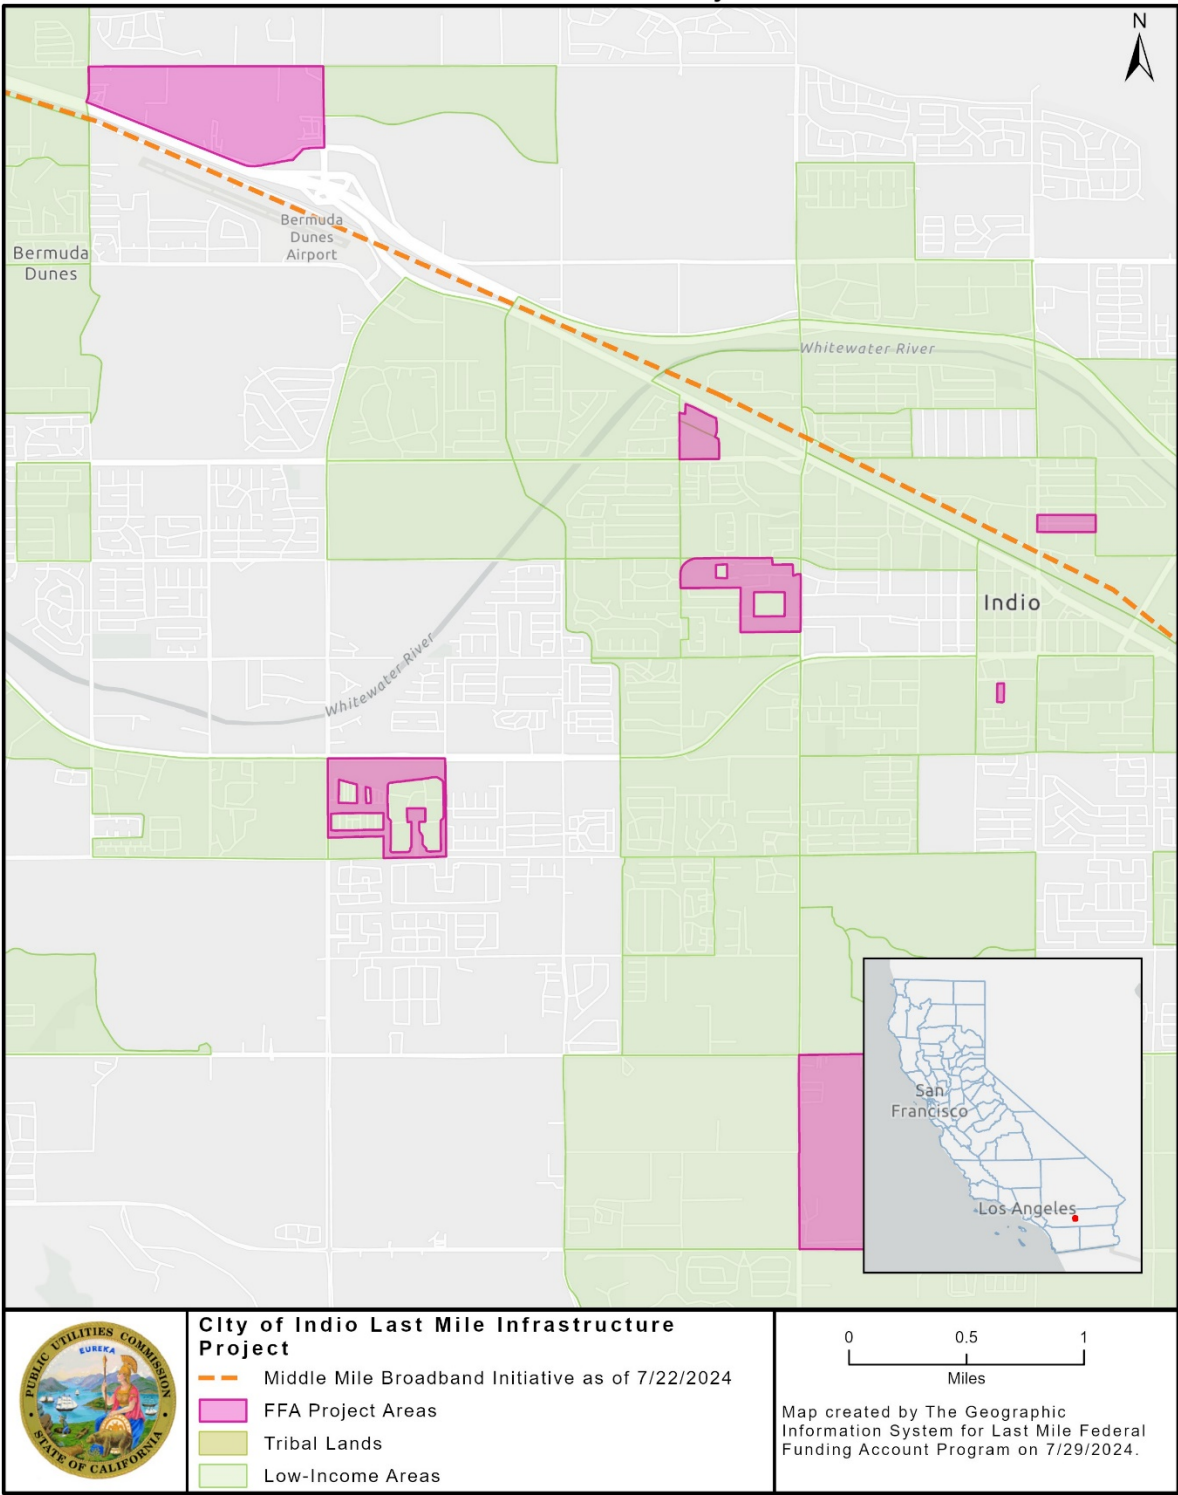 N
Bermuda
Dunes
Airport
Bermuda
Dunes
Whitewater River
Indio
Whitewater River
San
Francisco
Los Angeles
CIty of Indio Last Mile Infrastructure
Project
Middle Mile Broadband Initiative as of 7/22/2024
FFA Project Areas
Tribal Lands
Low-Income Areas
PUBLIC UTILITIES COMMISSION
EUREKA
STATE OF CALIFORNIA
0 0.5 1
Miles
Map created by The Geographic
Information System for Last Mile Federal
Funding Account Program on 7/29/2024.